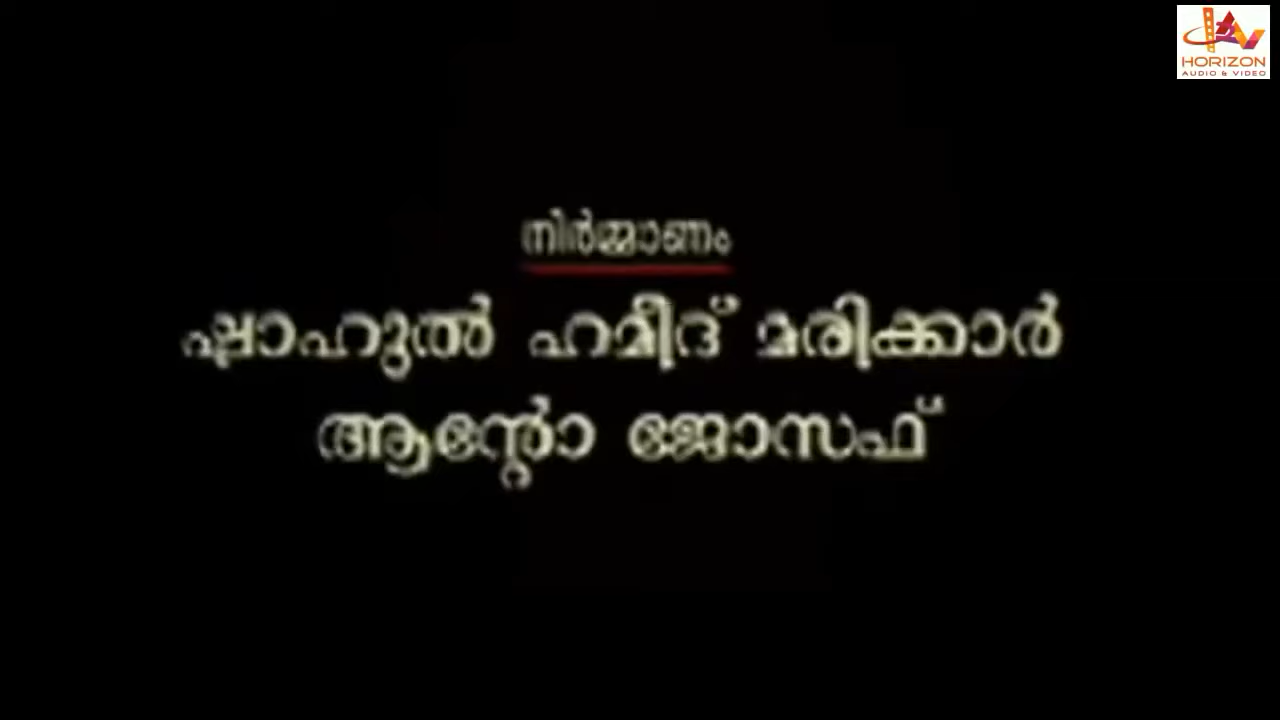 HORIZON
AUDIO & VIDEO
നിർമ്മാണം
ഷാഹുൽ ഹമീദ് മരിക്കാർ
ആന്റോ ജോസഫ്